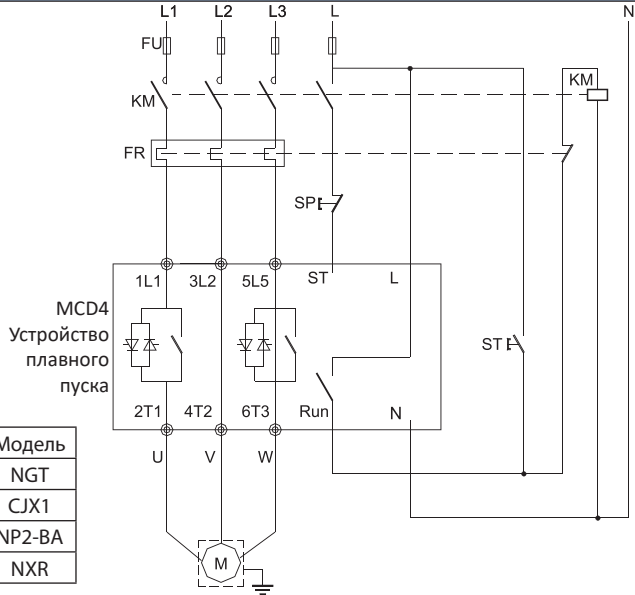 L1 L2 L3 L N
FU
KM KM
FR
SP
1L1 3L2 5L5 ST L
MCD4
Устройство
плавного
пуска
ST
2T1 4T2 6T3 Run N
U V W
M
Модель
NGT
CJX1
NP2-BA
NXR